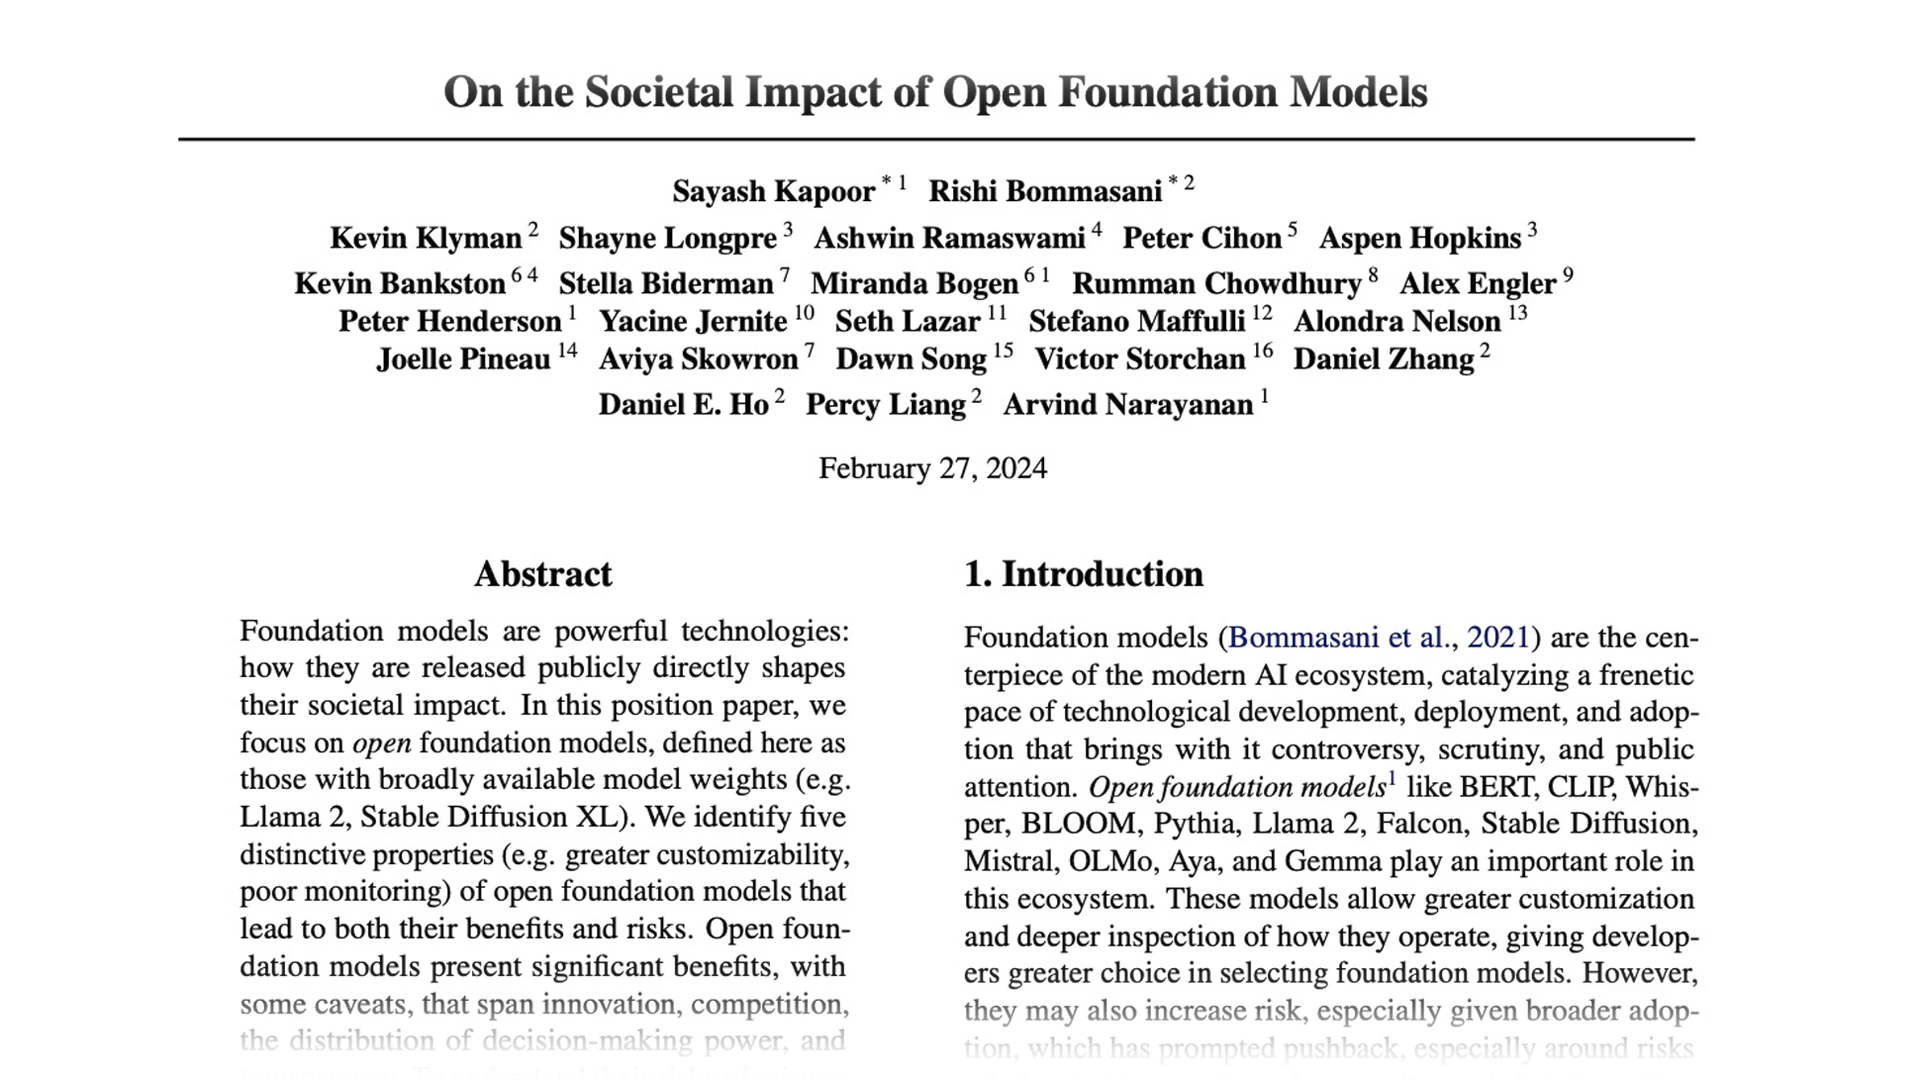 On the Societal Impact of Open Foundation Models
Sayash Kapoor * 1 Rishi Bommasani * 2
Kevin Klyman 2 Shayne Longpre 3 Ashwin Ramaswami 4 Peter Cihon 5 Aspen Hopkins 3
Kevin Bankston 6 4 Stella Biderman 7 Miranda Bogen 6 1 Rumman Chowdhury 8 Alex Engler 9
Peter Henderson 1 Yacine Jernite 10 Seth Lazar 11 Stefano Maffulli 12 Alondra Nelson 13
Joelle Pineau 14 Aviya Skowron 7 Dawn Song 15 Victor Storchan 16 Daniel Zhang 2
Daniel E. Ho 2 Percy Liang 2 Arvind Narayanan 1
February 27, 2024
Abstract
Foundation models are powerful technologies:
how they are released publicly directly shapes
their societal impact. In this position paper, we
focus on open foundation models, defined here as
those with broadly available model weights (e.g.
Llama 2, Stable Diffusion XL). We identify five
distinctive properties (e.g. greater customizability,
poor monitoring) of open foundation models that
lead to both their benefits and risks. Open foun-
dation models present significant benefits, with
some caveats, that span innovation, competition,
the distribution of decision-making power, and
1. Introduction
Foundation models (Bommasani et al., 2021) are the cen-
terpiece of the modern AI ecosystem, catalyzing a frenetic
pace of technological development, deployment, and adop-
tion that brings with it controversy, scrutiny, and public
attention. Open foundation models1 like BERT, CLIP, Whis-
per, BLOOM, Pythia, Llama 2, Falcon, Stable Diffusion,
Mistral, OLMo, Aya, and Gemma play an important role in
this ecosystem. These models allow greater customization
and deeper inspection of how they operate, giving develop-
ers greater choice in selecting foundation models. However,
they may also increase risk, especially given broader adop-
tion, which has prompted pushback, especially around risks